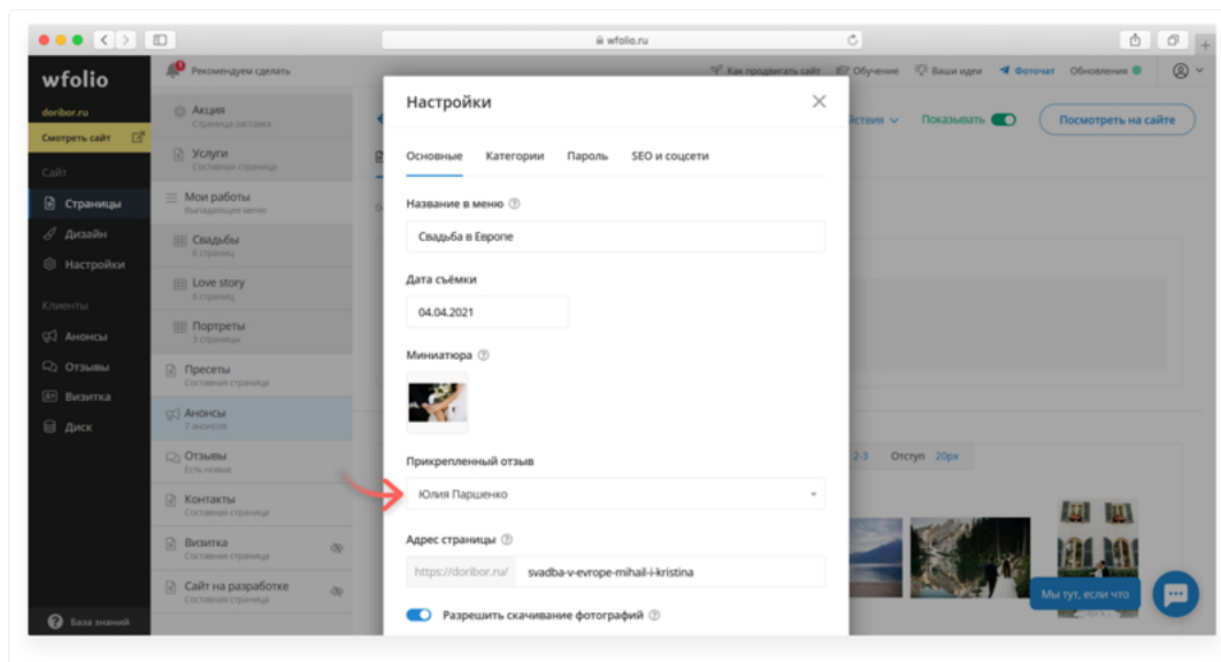 wfolio.ru
wfolio
Рекомендуем сделать
Как продвигать сайт
Обучение
Ваши идеи
Фоточат
Обновления
doribor.ru
Смотреть сайт
Сайт
Страницы
Дизайн
Настройки
Клиенты
Анонсы
Отзывы
Визитка
Диск
База знаний
Акция
Страница-заставка
Услуги
Составная страница
Мои работы
Выпадающее меню
Свадьбы
6 страниц
Love story
6 страниц
Портреты
3 страницы
Пресеты
Составная страница
Анонсы
7 анонсов
Отзывы
Есть новые
Контакты
Составная страница
Визитка
Составная страница
Сайт на разработке
Составная страница
Настройки
Основные Категории Пароль SEO и соцсети
Название в меню
Свадьба в Европе
Дата съёмки
04.04.2021
Миниатюра
Прикрепленный отзыв
Юлия Паршенко
Адрес страницы
https://doribor.ru/ svadba-v-evrope-mihail-i-kristina
Разрешить скачивание фотографий
Показывать
Посмотреть на сайте
2-3 Отступ 20px
Мы тут, если что